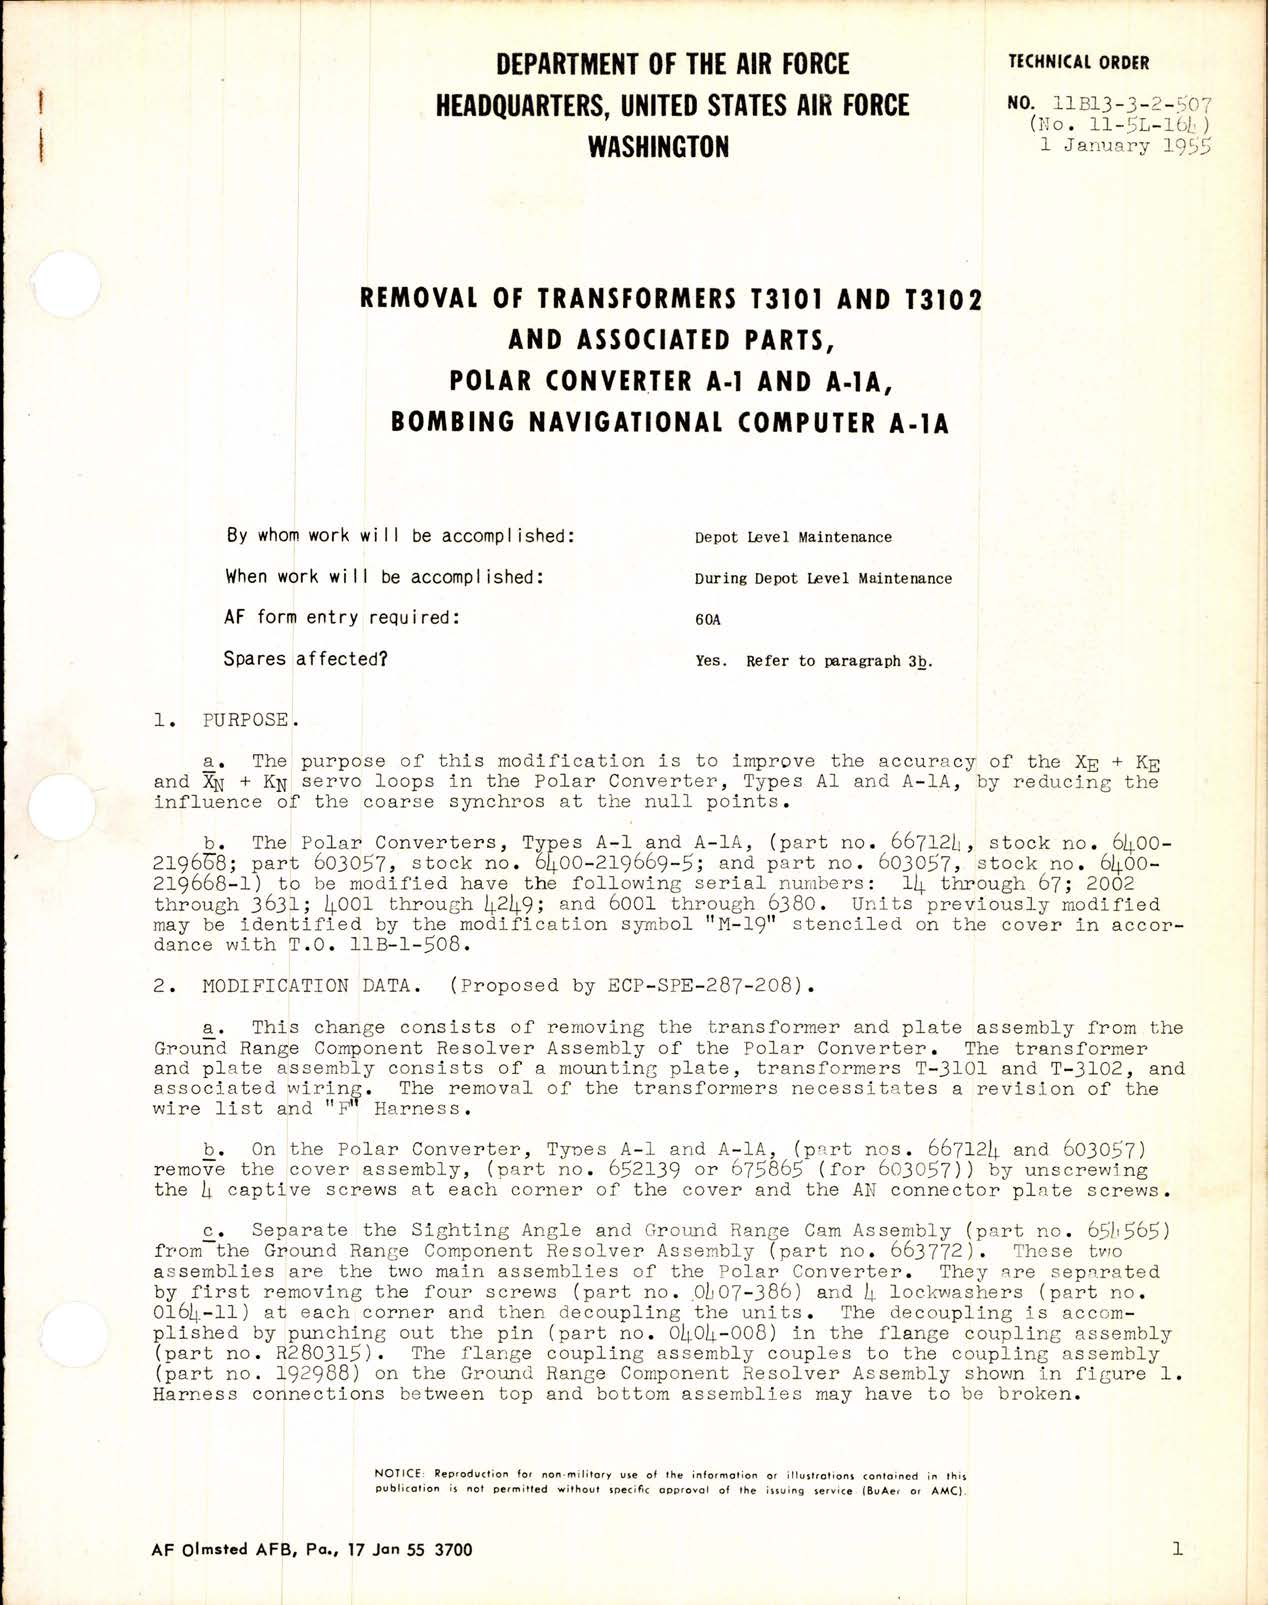 DEPARTMENT OF THE AIR FORCE
HEADQUARTERS, UNITED STATES AIR FORCE
WASHINGTON
TECHNICAL ORDER
NO. 11B13-3-2-507
(No. 11-5L-164)
1 January 1955
REMOVAL OF TRANSFORMERS T3101 AND T3102
AND ASSOCIATED PARTS,
POLAR CONVERTER A-1 AND A-1A,
BOMBING NAVIGATIONAL COMPUTER A-1A
By whom work will be accomplished: Depot Level Maintenance
When work will be accomplished: During Depot Level Maintenance
AF form entry required: 60A
Spares affected? Yes. Refer to paragraph 3b.
1. PURPOSE.
a. The purpose of this modification is to improve the accuracy of the XE + KE
and XN + KN servo loops in the Polar Converter, Types A1 and A-1A, by reducing the
influence of the coarse synchros at the null points.
b. The Polar Converters, Types A-1 and A-1A, (part no. 667124, stock no. 6400-
219668; part 603057, stock no. 6400-219669-5; and part no. 603057, stock no. 6400-
219668-1) to be modified have the following serial numbers: 14 through 67; 2002
through 3631; 4001 through 4249; and 6001 through 6380. Units previously modified
may be identified by the modification symbol "M-19" stenciled on the cover in accor-
dance with T.O. 11B-1-508.
2. MODIFICATION DATA. (Proposed by ECP-SPE-287-208).
a. This change consists of removing the transformer and plate assembly from the
Ground Range Component Resolver Assembly of the Polar Converter. The transformer
and plate assembly consists of a mounting plate, transformers T-3101 and T-3102, and
associated wiring. The removal of the transformers necessitates a revision of the
wire list and "F" Harness.
b. On the Polar Converter, Types A-1 and A-1A, (part nos. 667124 and 603057)
remove the cover assembly, (part no. 652139 or 675865 (for 603057)) by unscrewing
the 4 captive screws at each corner of the cover and the AN connector plate screws.
c. Separate the Sighting Angle and Ground Range Cam Assembly (part no. 654565)
from the Ground Range Component Resolver Assembly (part no. 663772). These two
assemblies are the two main assemblies of the Polar Converter. They are separated
by first removing the four screws (part no. 0407-386) and 4 lockwashers (part no.
0164-11) at each corner and then decoupling the units. The decoupling is accom-
plished by punching out the pin (part no. 0404-008) in the flange coupling assembly
(part no. R280315). The flange coupling assembly couples to the coupling assembly
(part no. 192988) on the Ground Range Component Resolver Assembly shown in figure 1.
Harness connections between top and bottom assemblies may have to be broken.
NOTICE: Reproduction for non-military use of the information or illustrations contained in this
publication is not permitted without specific approval of the issuing service (BuAer or AMC).
AF Olmsted AFB, Pa., 17 Jan 55 3700
1